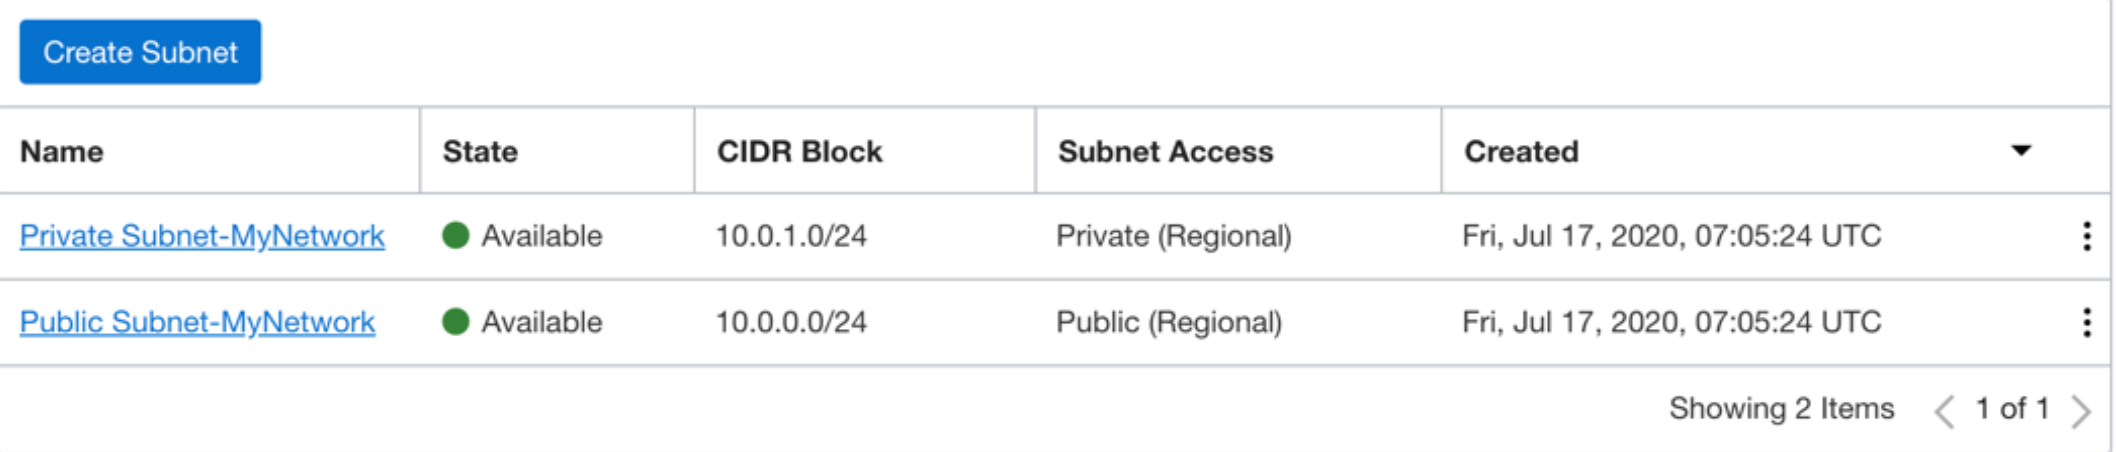 Create Subnet
Name State CIDR Block Subnet Access Created
Private Subnet-MyNetwork Available 10.0.1.0/24 Private (Regional) Fri, Jul 17, 2020, 07:05:24 UTC
Public Subnet-MyNetwork Available 10.0.0.0/24 Public (Regional) Fri, Jul 17, 2020, 07:05:24 UTC
Showing 2 Items < 1 of 1 >